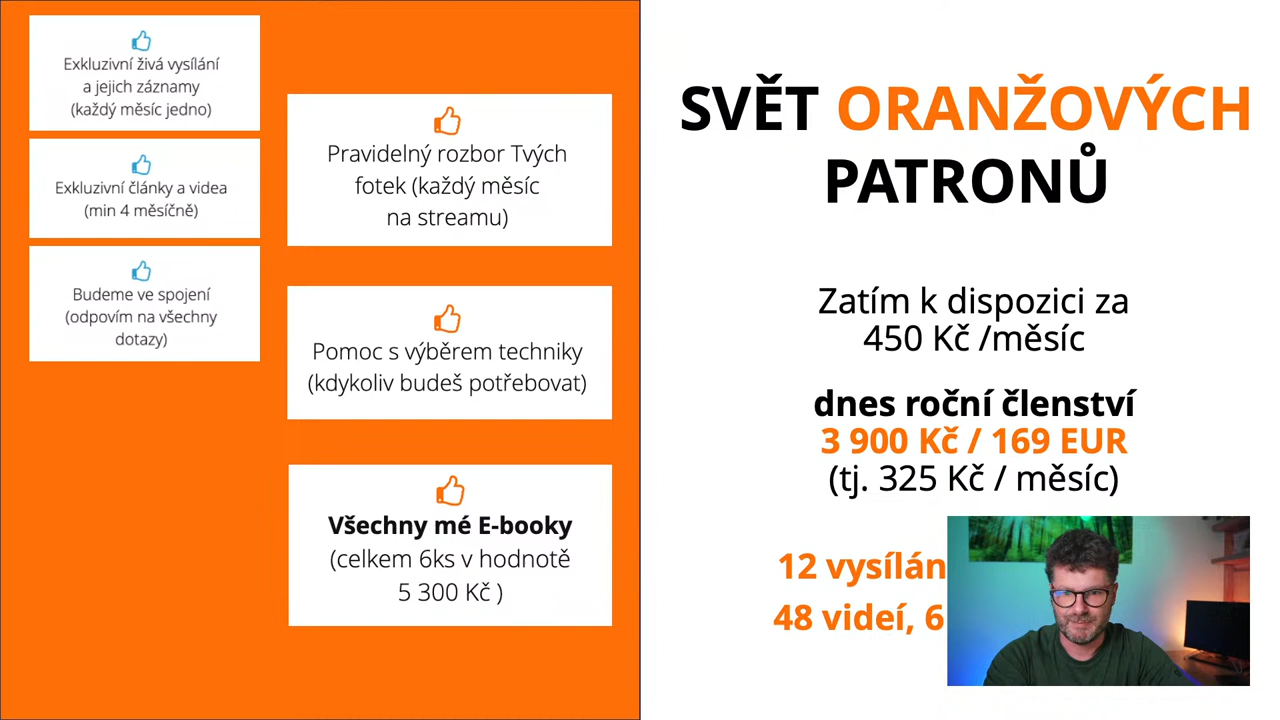 Exkluzivní živá vysílání
a jejich záznamy
(každý měsíc jedno)
Exkluzivní články a videa
(min 4 měsíčně)
Budeme ve spojení
(odpovím na všechny
dotazy)
Pravidelný rozbor Tvých
fotek (každý měsíc
na streamu)
Pomoc s výběrem techniky
(kdykoliv budeš potřebovat)
Všechny mé E-booky
(celkem 6ks v hodnotě
5 300 Kč )
SVĚT ORANŽOVÝCH
PATRONŮ
Zatím k dispozici za
450 Kč /měsíc
dnes roční členství
3 900 Kč / 169 EUR
(tj. 325 Kč / měsíc)
12 vysílán
48 videí, 6